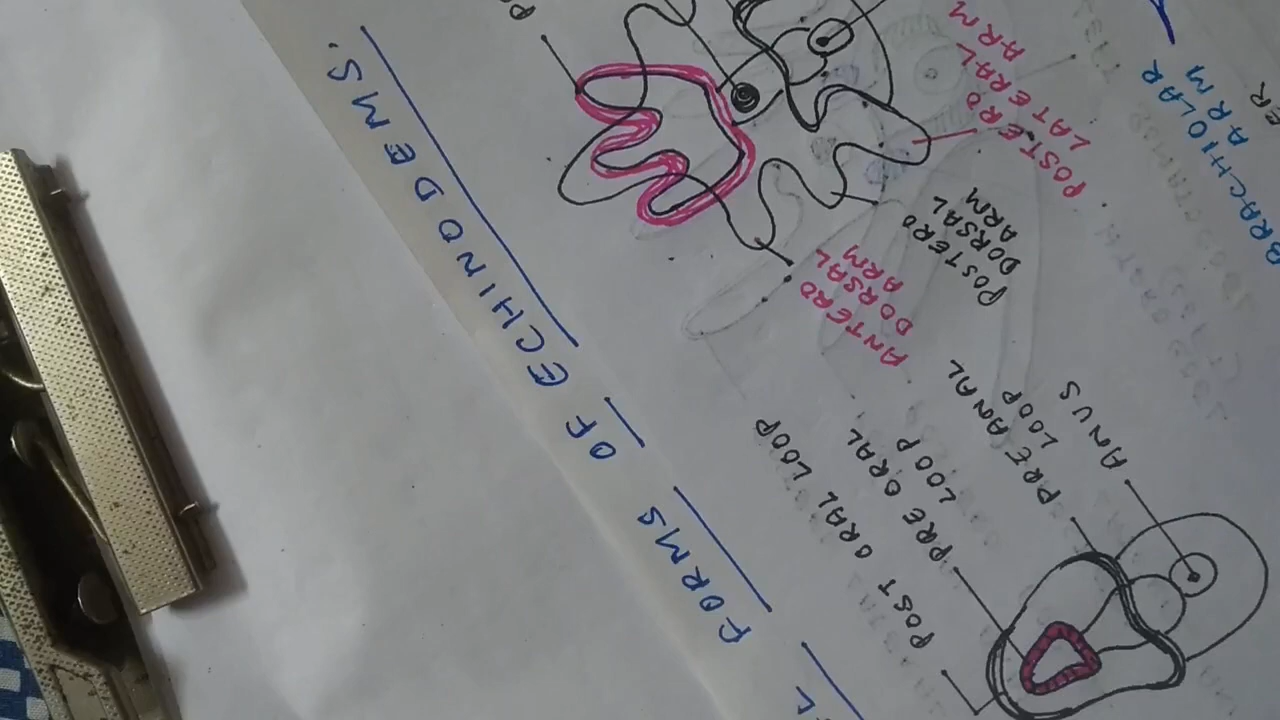 FORMS OF ECHINODEMS.
POSTERO
LATERAL
ARM
BRACHIOLAR
ARM
POSTERO
DORSAL
ARM
ANTERO
DORSAL
ARM
POST ORAL LOOP
PRE ORAL
LOOP
PRE ANAL
LOOP
ANUS